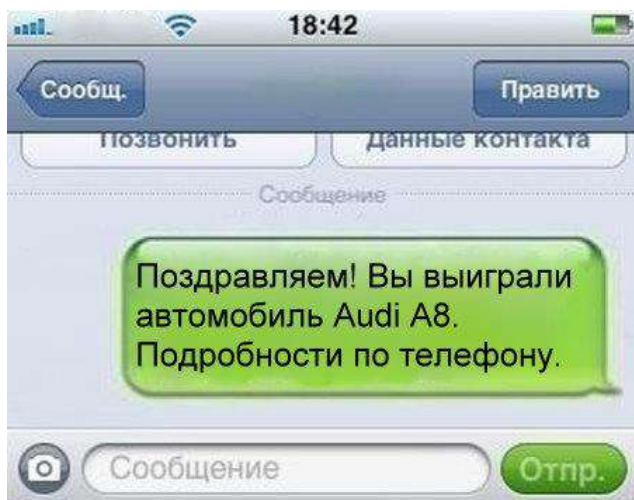 18:42
Сообщ.
Править
Позвонить
Данные контакта
Сообщение
Поздравляем! Вы выиграли
автомобиль Audi A8.
Подробности по телефону.
Сообщение
Отпр.